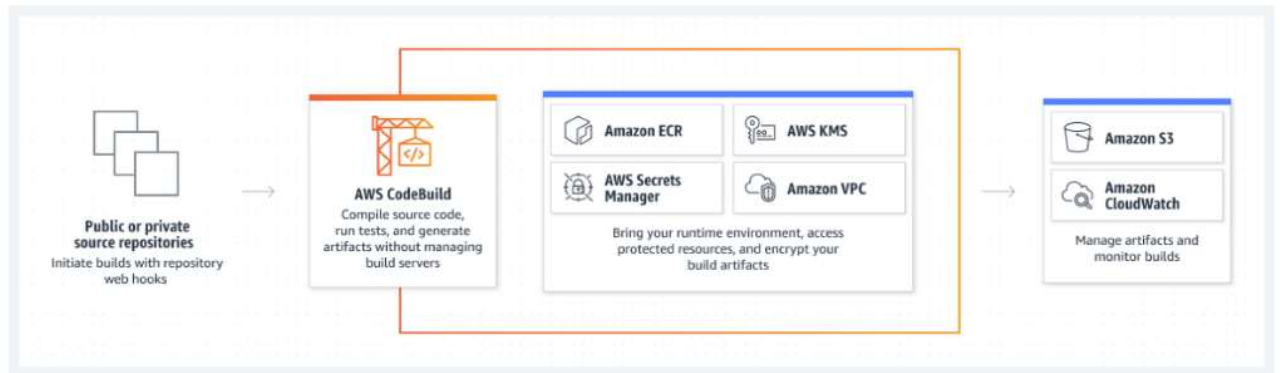 Public or private
source repositories
Initiate builds with repository
web hooks
</>
AWS CodeBuild
Compile source code,
run tests, and generate
artifacts without managing
build servers
Amazon ECR
AWS KMS
AWS Secrets
Manager
Amazon VPC
Bring your runtime environment, access
protected resources, and encrypt your
build artifacts
Amazon S3
Amazon
CloudWatch
Manage artifacts and
monitor builds